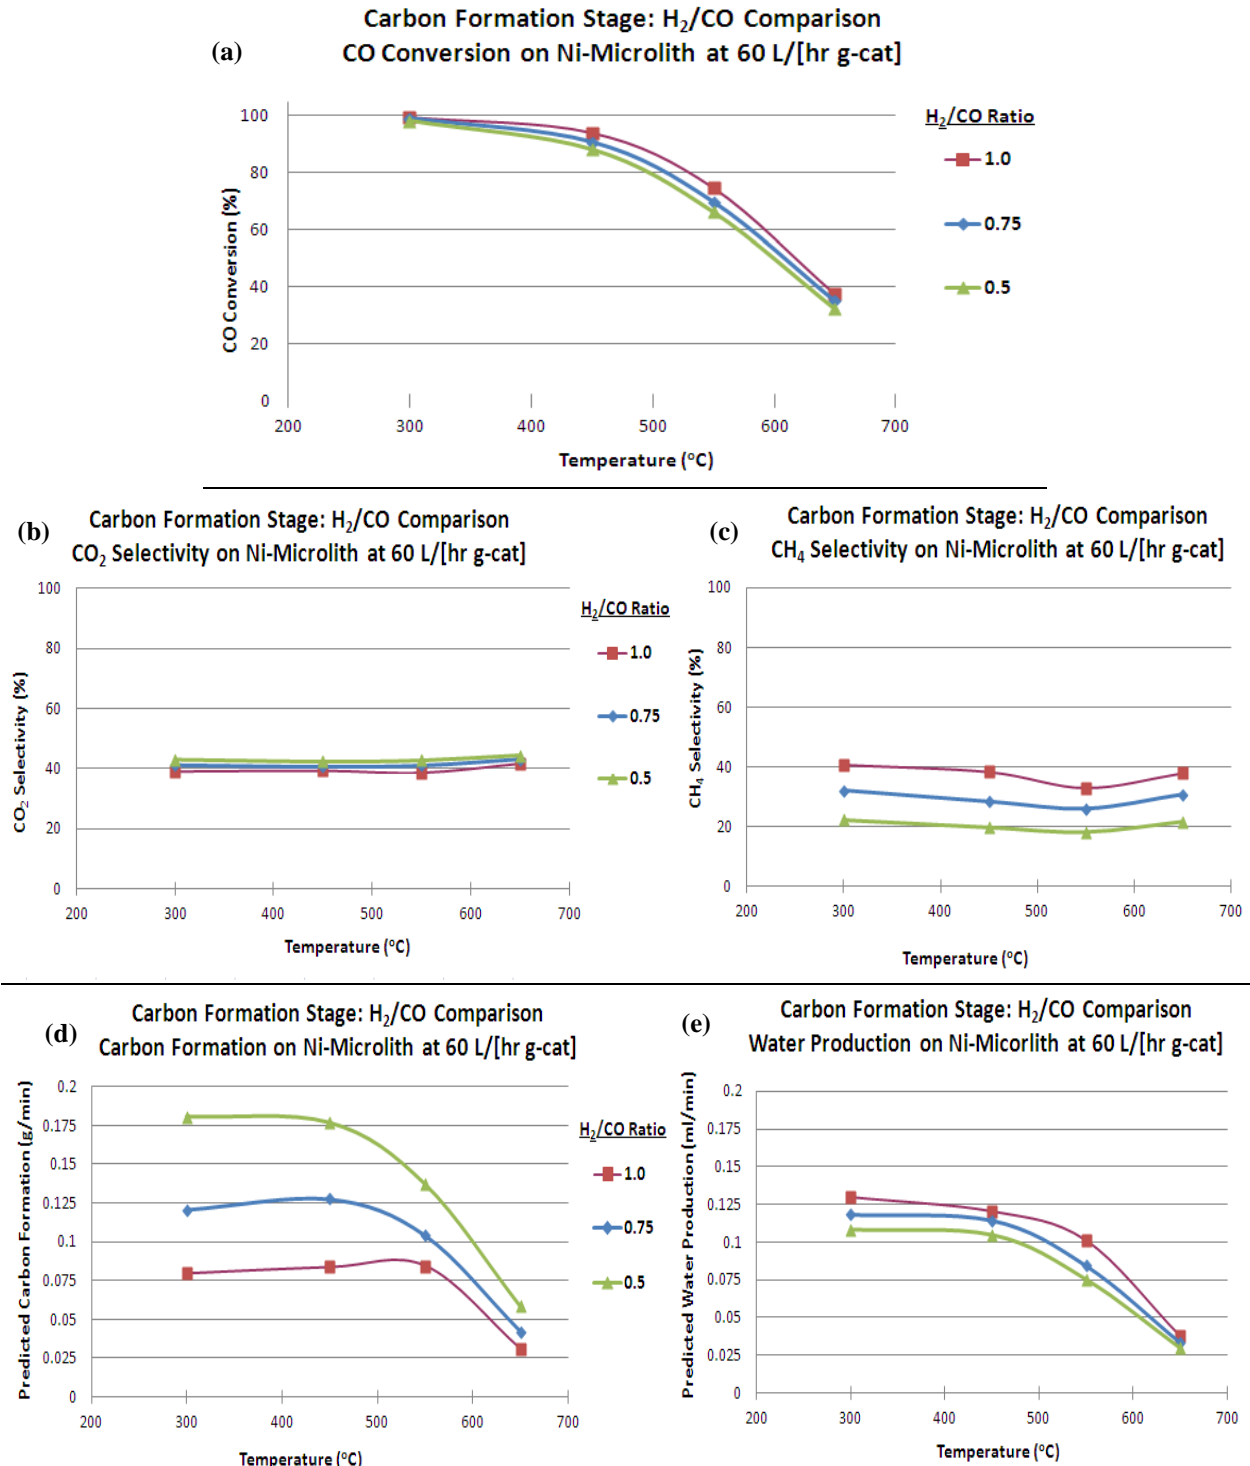 Carbon Formation Stage: H₂/CO Comparison
(a)
CO Conversion on Ni-Microlith at 60 L/[hr g-cat]
100
80
60
40
20
0
CO Conversion (%)
200 300 400 500 600 700
Temperature (°C)
H₂/CO Ratio
1.0
0.75
0.5
(b)
Carbon Formation Stage: H₂/CO Comparison
CO₂ Selectivity on Ni-Microlith at 60 L/[hr g-cat]
100
80
60
40
20
0
CO₂ Selectivity (%)
200 300 400 500 600 700
Temperature (°C)
H₂/CO Ratio
1.0
0.75
0.5
(c)
Carbon Formation Stage: H₂/CO Comparison
CH₄ Selectivity on Ni-Microlith at 60 L/[hr g-cat]
100
80
60
40
20
0
CH₄ Selectivity (%)
200 300 400 500 600 700
Temperature (°C)
(d)
Carbon Formation Stage: H₂/CO Comparison
Carbon Formation on Ni-Microlith at 60 L/[hr g-cat]
0.2
0.175
0.15
0.125
0.1
0.075
0.05
0.025
0
Predicted Carbon Formation (g/min)
200 300 400 500 600 700
Temperature (°C)
H₂/CO Ratio
1.0
0.75
0.5
(e)
Carbon Formation Stage: H₂/CO Comparison
Water Production on Ni-Micorlith at 60 L/[hr g-cat]
0.2
0.175
0.15
0.125
0.1
0.075
0.05
0.025
0
Predicted Water Production (ml/min)
200 300 400 500 600 700
Temperature (°C)